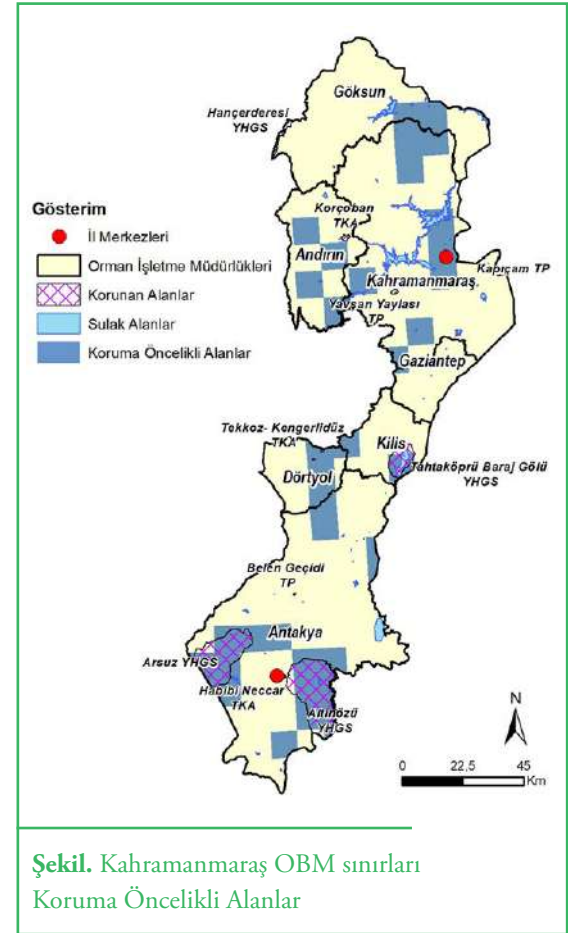 Göksun
Hançerderesi
YHGS
Gösterim
İl Merkezleri
Orman İşletme Müdürlükleri
Korunan Alanlar
Sulak Alanlar
Koruma Öncelikli Alanlar
Korçoban
TKA
Andırın
Kapıçam TP
Kahramanmaraş
Yavşan Yaylası
TP
Gaziantep
Tekkoz- Kengerlidüz
TKA
Kilis
Tahtaköprü Baraj Gölü
YHGS
Dörtyol
Belen Geçidi
TP
Antakya
Arsuz YHGS
Habibi Neccar
TKA
Altınözü
YHGS
N
0 22,5 45
Km
Şekil. Kahramanmaraş OBM sınırları
Koruma Öncelikli Alanlar